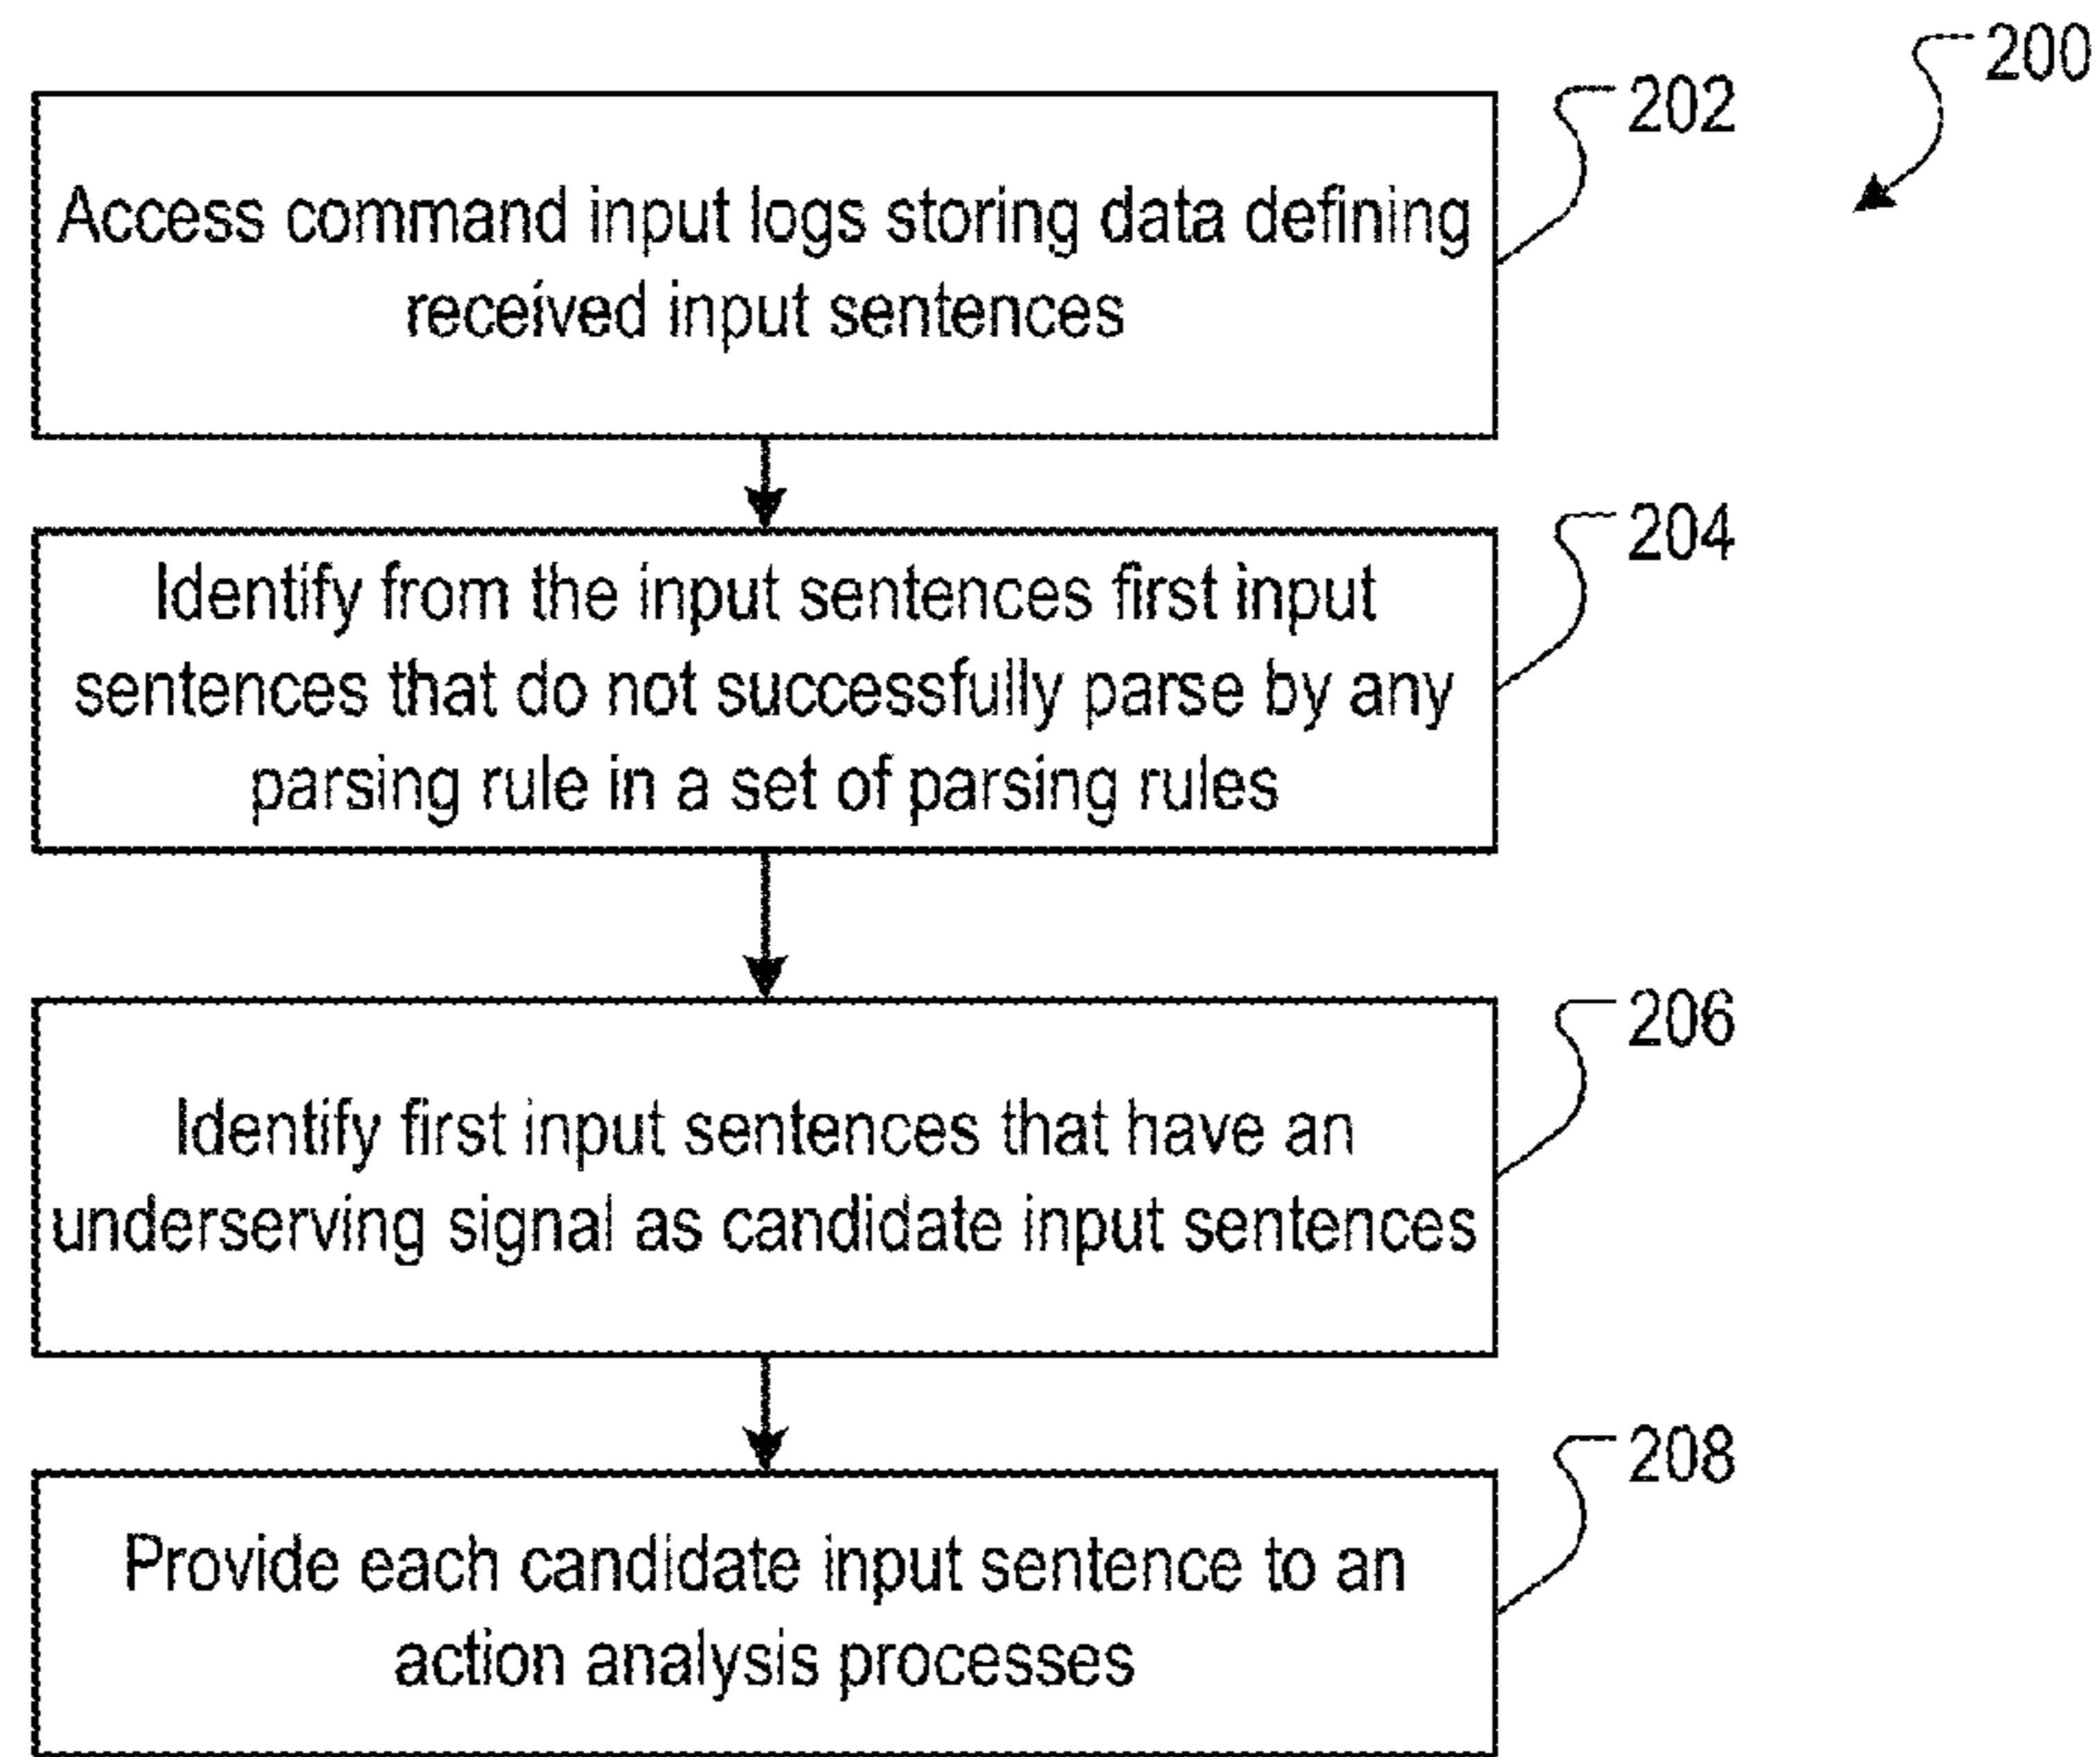 200
202
Access command input logs storing data defining
received input sentences
204
Identify from the input sentences first input
sentences that do not successfully parse by any
parsing rule in a set of parsing rules
206
Identify first input sentences that have an
underserving signal as candidate input sentences
208
Provide each candidate input sentence to an
action analysis processes